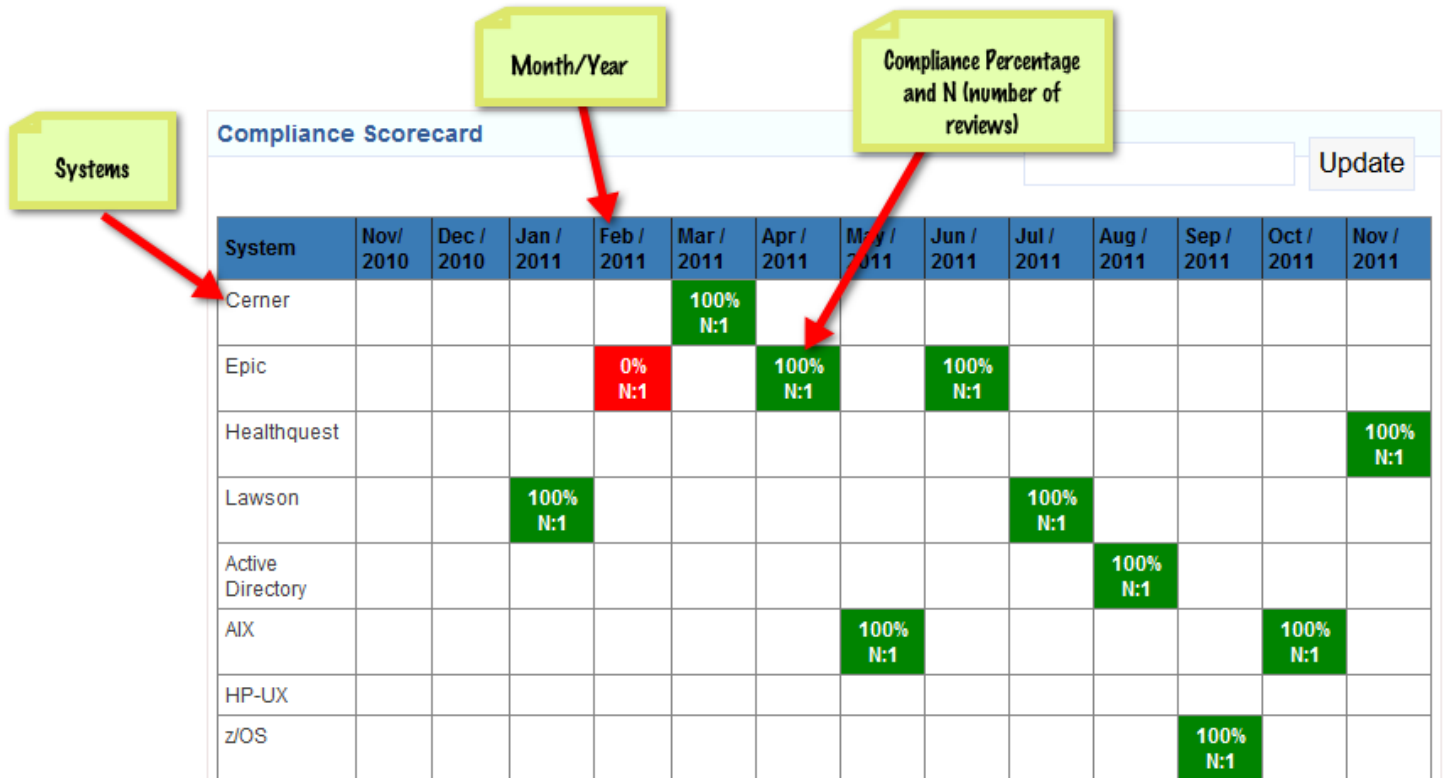 Month/Year
Compliance Percentage
and N (number of
reviews)
Systems
Compliance Scorecard
Update
System
Nov/
2010
Dec /
2010
Jan /
2011
Feb /
2011
Mar /
2011
Apr /
2011
May /
2011
Jun /
2011
Jul /
2011
Aug /
2011
Sep /
2011
Oct /
2011
Nov /
2011
Cerner
100%
N:1
Epic
0%
N:1
100%
N:1
100%
N:1
Healthquest
100%
N:1
Lawson
100%
N:1
100%
N:1
Active
Directory
100%
N:1
AIX
100%
N:1
100%
N:1
HP-UX
z/OS
100%
N:1